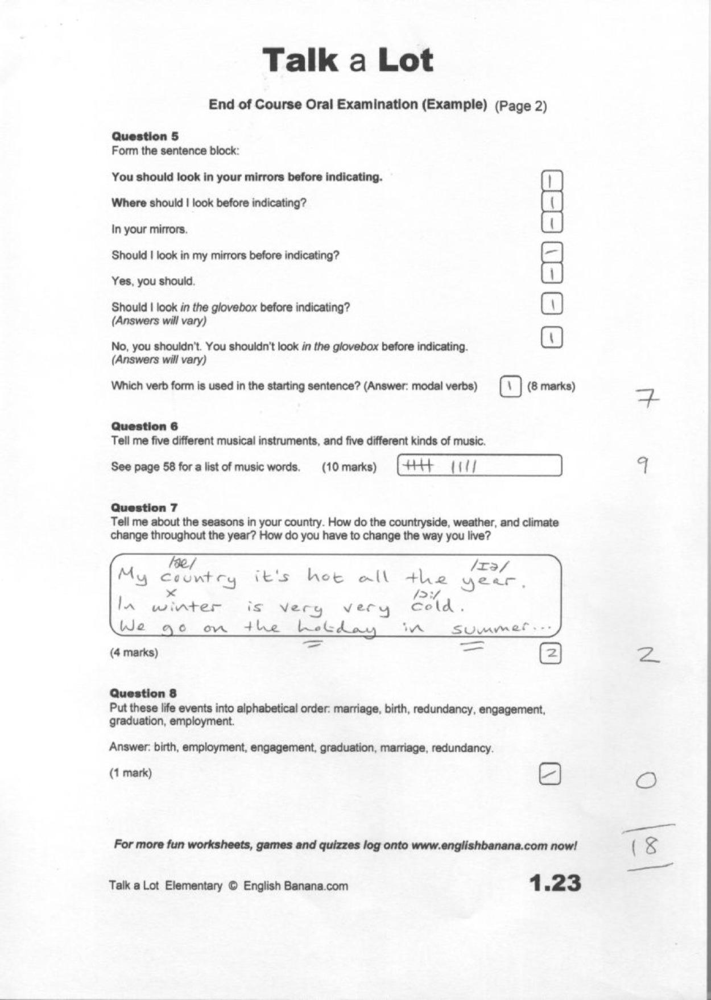 Talk a Lot
End of Course Oral Examination (Example) (Page 2)
Question 5
Form the sentence block:
You should look in your mirrors before indicating. 1
Where should I look before indicating? 1
In your mirrors. 1
Should I look in my mirrors before indicating? –
Yes, you should. 1
Should I look in the glovebox before indicating? 1
(Answers will vary)
No, you shouldn't. You shouldn't look in the glovebox before indicating. 1
(Answers will vary)
Which verb form is used in the starting sentence? (Answer: modal verbs) 1 (8 marks) 7
Question 6
Tell me five different musical instruments, and five different kinds of music.
See page 58 for a list of music words. (10 marks) 9
Question 7
Tell me about the seasons in your country. How do the countryside, weather, and climate
change throughout the year? How do you have to change the way you live?
/æ/ /ɪə/
My country it's hot all the year.
x /ɔ:/
In winter is very very cold.
We go on the holiday in summer...
(4 marks) 2 2
Question 8
Put these life events into alphabetical order: marriage, birth, redundancy, engagement,
graduation, employment.
Answer: birth, employment, engagement, graduation, marriage, redundancy.
(1 mark) – 0
For more fun worksheets, games and quizzes log onto www.englishbanana.com now!
18
Talk a Lot Elementary © English Banana.com 1.23